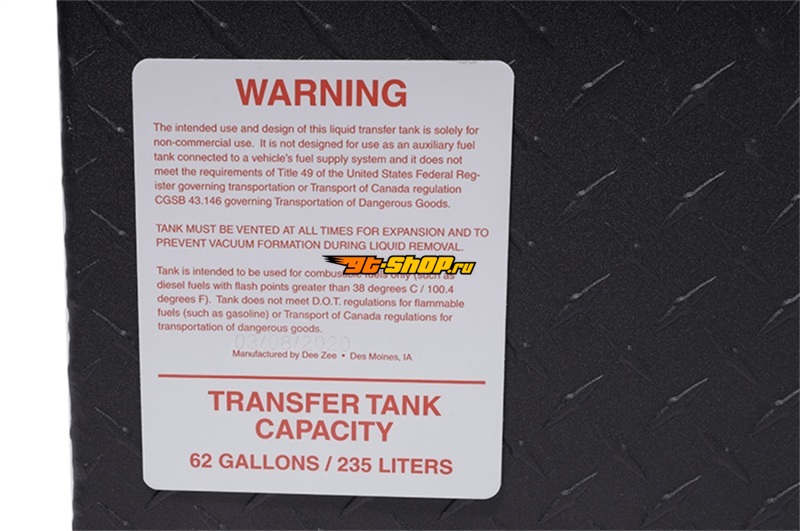 WARNING
The intended use and design of this liquid transfer tank is solely for
non-commercial use. It is not designed for use as an auxiliary fuel
tank connected to a vehicle's fuel supply system and it does not
meet the requirements of Title 49 of the United States Federal Reg-
ister governing transportation or Transport of Canada regulation
CGSB 43.146 governing Transportation of Dangerous Goods.
TANK MUST BE VENTED AT ALL TIMES FOR EXPANSION AND TO
PREVENT VACUUM FORMATION DURING LIQUID REMOVAL.
gt-shop.ru
Tank is intended to be used for combustible fuels only (such as
diesel fuels with flash points greater than 38 degrees C / 100.4
degrees F). Tank does not meet D.O.T. regulations for flammable
fuels (such as gasoline) or Transport of Canada regulations for
transportation of dangerous goods.
03/08/2020
Manufactured by Dee Zee • Des Moines, IA
TRANSFER TANK
CAPACITY
62 GALLONS / 235 LITERS